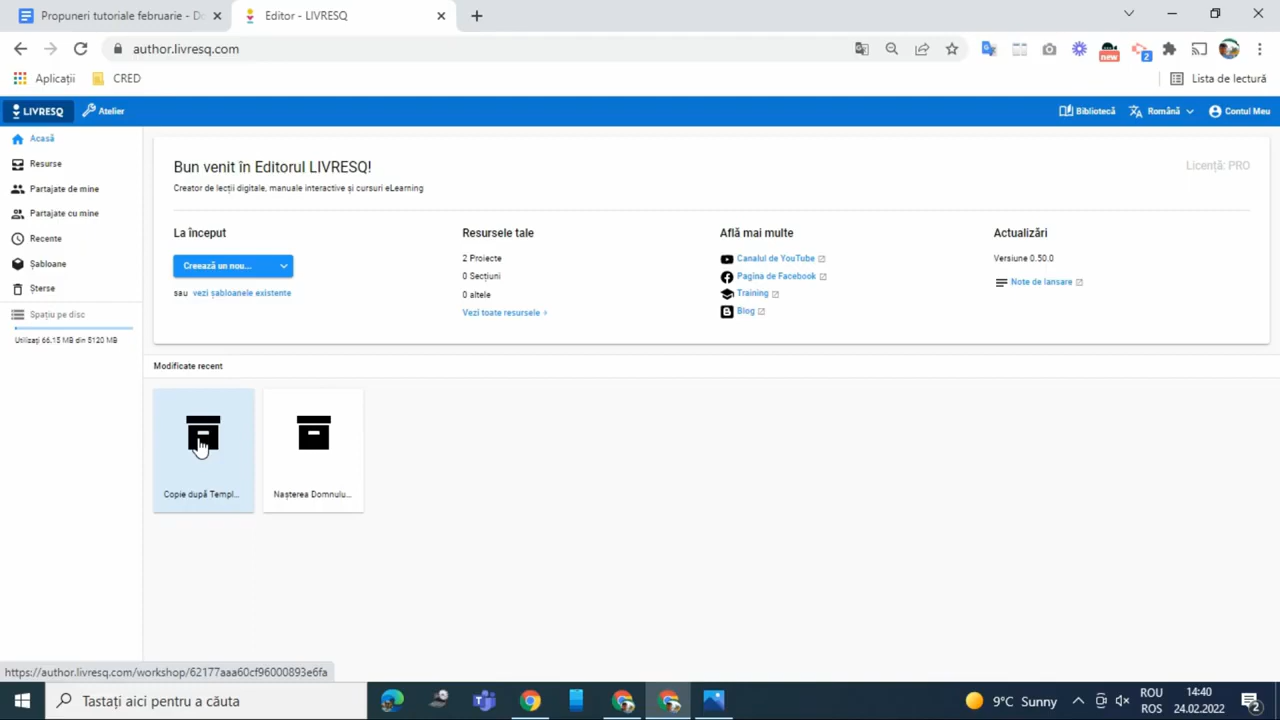 Propuneri tutoriale februarie - Do
Editor - LIVRESQ
author.livresq.com
new
2
Aplicații
CRED
Lista de lectură
LIVRESQ
Atelier
Bibliotecă
Română
Contul Meu
Acasă
Resurse
Partajate de mine
Partajate cu mine
Recente
Șabloane
Șterse
Spațiu pe disc
Utilizați 66.15 MB din 5120 MB
Bun venit în Editorul LIVRESQ!
Licență: PRO
Creator de lecții digitale, manuale interactive și cursuri eLearning
La început
Creează un nou...
sau vezi șabloanele existente
Resursele tale
2 Proiecte
0 Secțiuni
0 altele
Vezi toate resursele ›
Află mai multe
Canalul de YouTube
Pagina de Facebook
Training
Blog
Actualizări
Versiune 0.50.0
Note de lansare
Modificate recent
Copie după Templ...
Nașterea Domnulu...
https://author.livresq.com/workshop/62177aaa60cf96000893e6fa
Tastați aici pentru a căuta
9°C Sunny
ROU
ROS
14:40
24.02.2022
2